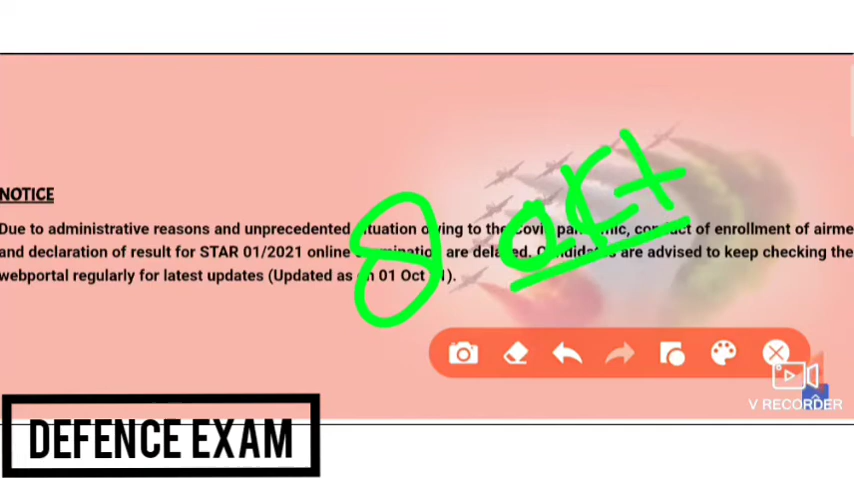 NOTICE
Due to administrative reasons and unprecedented situation owing to the Covid pandemic, conduct of enrollment of airme
and declaration of result for STAR 01/2021 online examination are delayed. Candidates are advised to keep checking the
webportal regularly for latest updates (Updated as on 01 Oct 21).
8 oct
V RECORDER
DEFENCE EXAM